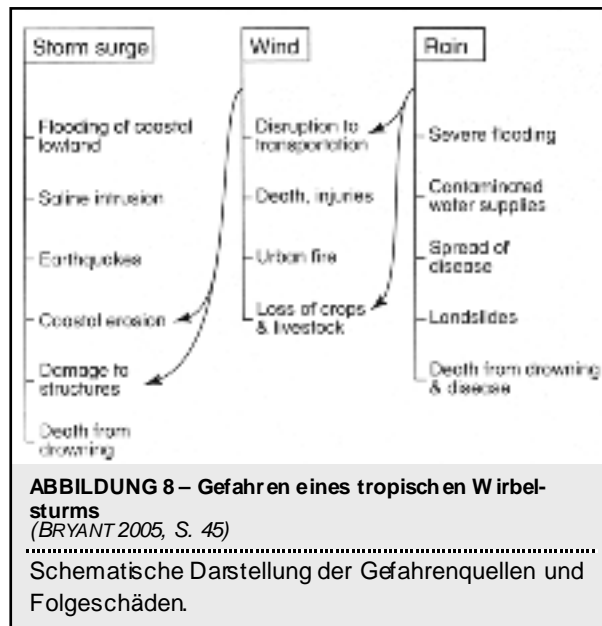 Storm surge
Flooding of coastal
lowland
Saline intrusion
Earthquakes
Coastal erosion
Damage to
structures
Death from
drowning
Wind
Disruption to
transportation
Death, injuries
Urban fire
Loss of crops
& livestock
Rain
Severe flooding
Contaminated
water supplies
Spread of
disease
Landslides
Death from drowning
& disease
ABBILDUNG 8 – Gefahren eines tropischen Wirbel-
sturms
(BRYANT 2005, S. 45)
Schematische Darstellung der Gefahrenquellen und
Folgeschäden.